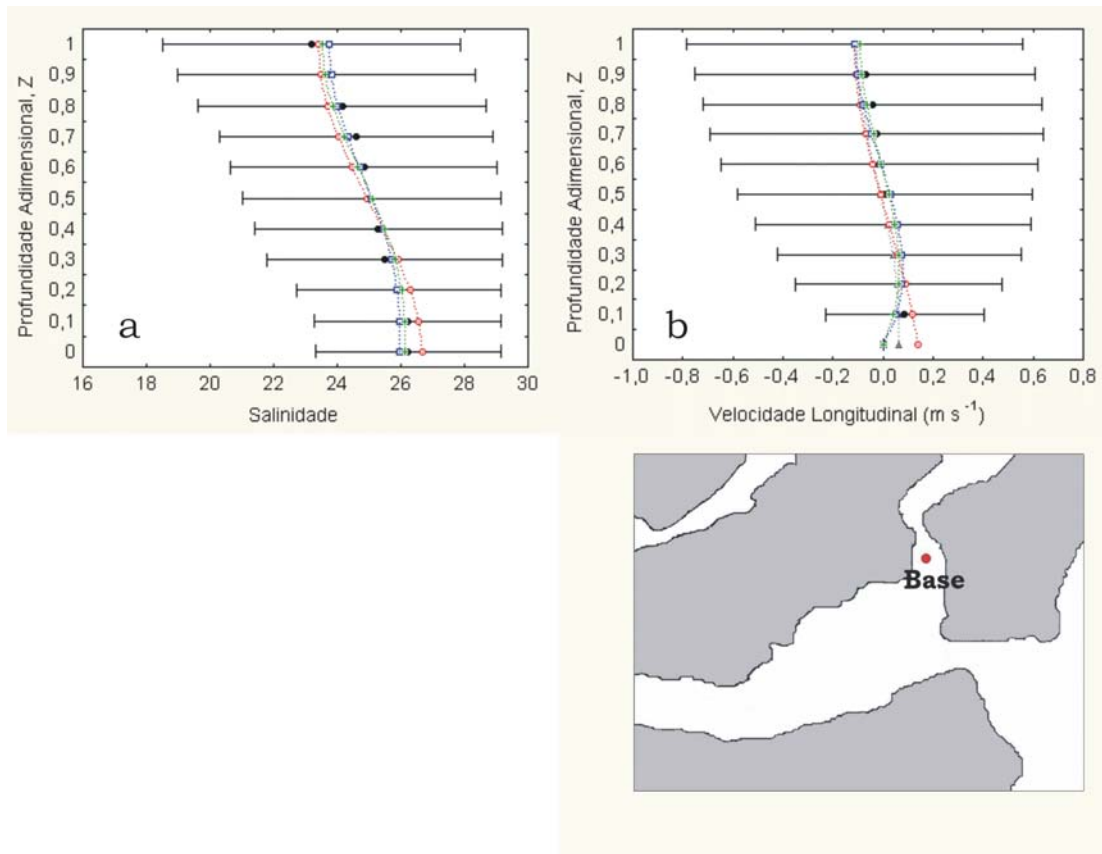 1
0,9
0,8
0,7
0,6
0,5
0,4
0,3
0,2
0,1
0
Profundidade Adimensional, Z
a
16 18 20 22 24 26 28 30
Salinidade
1
0,9
0,8
0,7
0,6
0,5
0,4
0,3
0,2
0,1
0
Profundidade Adimensional, Z
b
-1,0 -0,8 -0,6 -0,4 -0,2 0,0 0,2 0,4 0,6 0,8
Velocidade Longitudinal (m s⁻¹)
Base